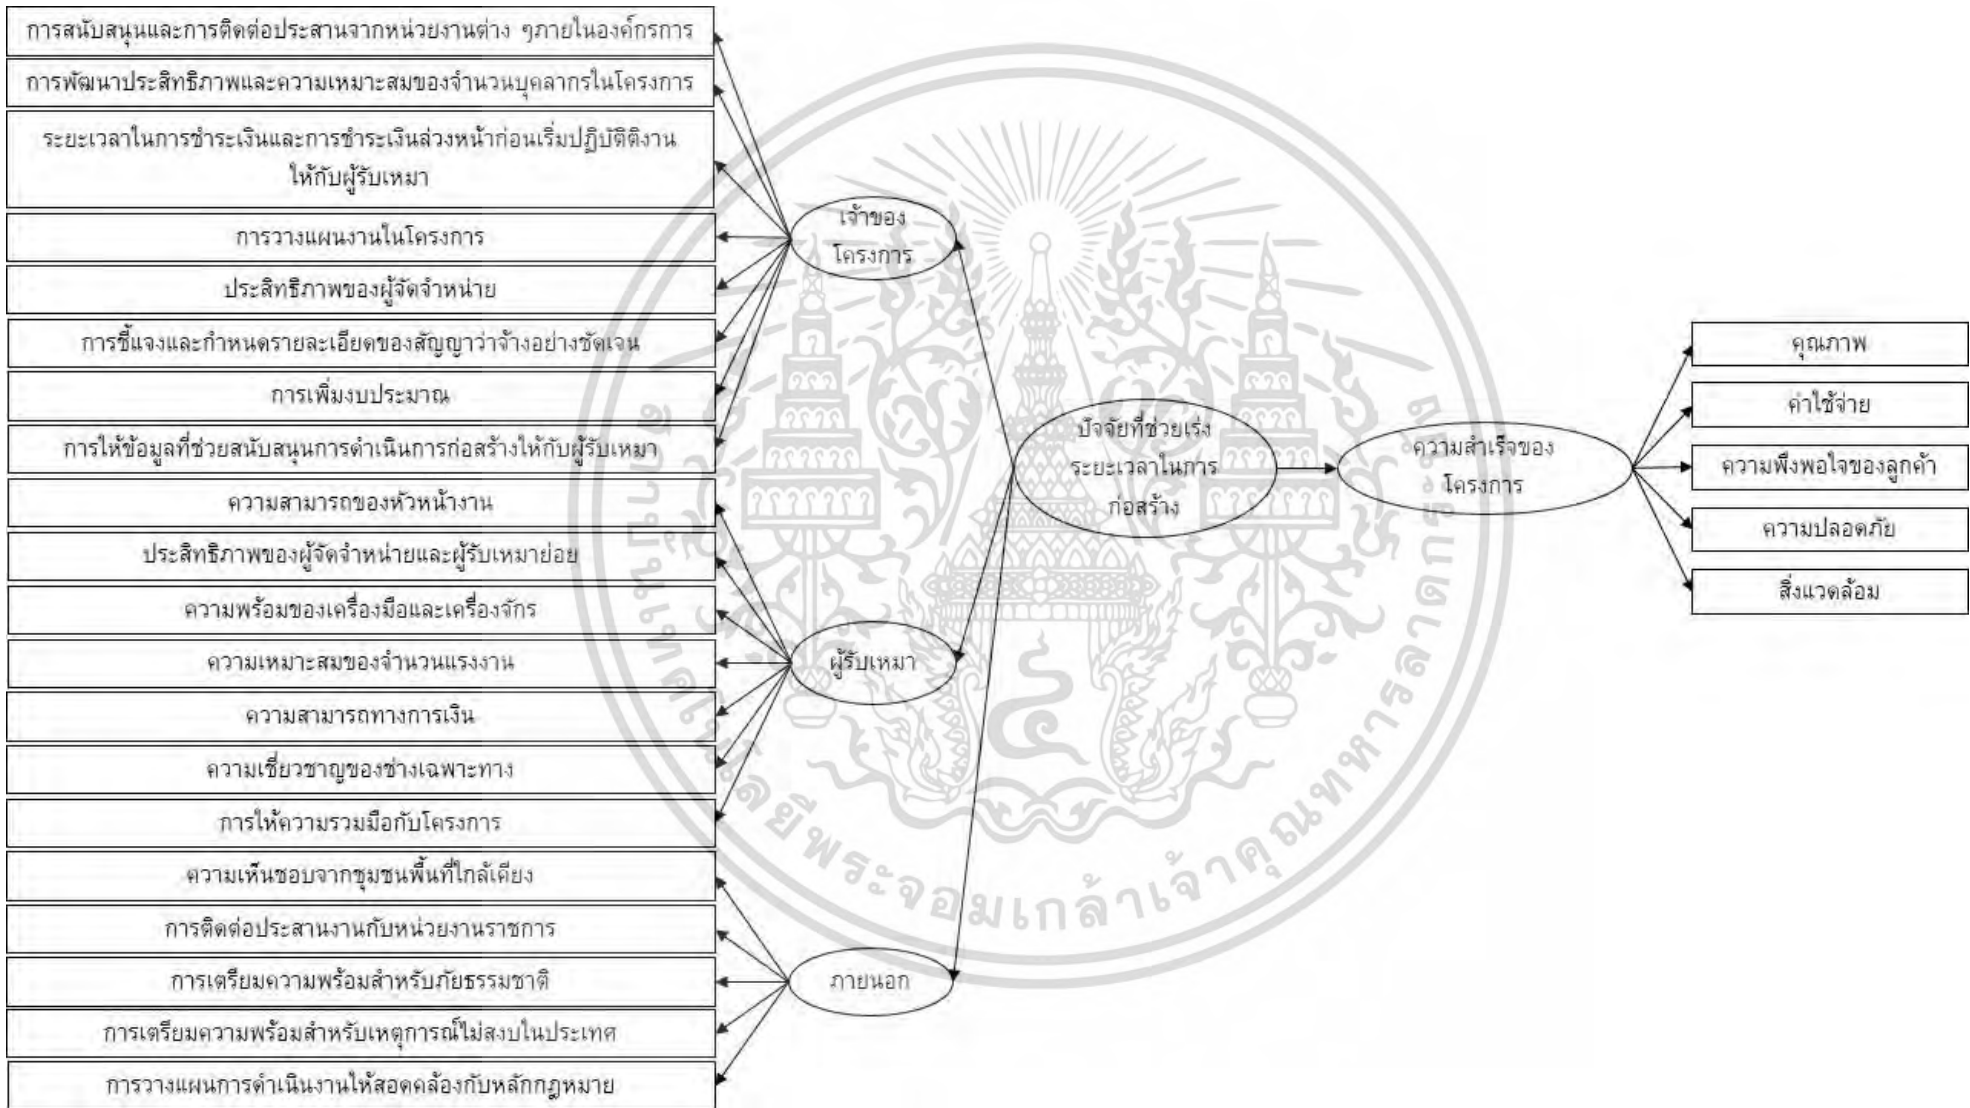 การสนับสนุนและการติดต่อประสานจากหน่วยงานต่าง ๆภายในองค์กรการ
การพัฒนาประสิทธิภาพและความเหมาะสมของจำนวนบุคลากรในโครงการ
ระยะเวลาในการชำระเงินและการชำระเงินล่วงหน้าก่อนเริ่มปฏิบัติติงาน
ให้กับผู้รับเหมา
การวางแผนงานในโครงการ
ประสิทธิภาพของผู้จัดจำหน่าย
การชี้แจงและกำหนดรายละเอียดของสัญญาว่าจ้างอย่างชัดเจน
การเพิ่มงบประมาณ
การให้ข้อมูลที่ช่วยสนับสนุนการดำเนินการก่อสร้างให้กับผู้รับเหมา
ความสามารถของหัวหน้างาน
ประสิทธิภาพของผู้จัดจำหน่ายและผู้รับเหมาย่อย
ความพร้อมของเครื่องมือและเครื่องจักร
ความเหมาะสมของจำนวนแรงงาน
ความสามารถทางการเงิน
ความเชี่ยวชาญของช่างเฉพาะทาง
การให้ความรวมมือกับโครงการ
ความเห็นชอบจากชุมชนพื้นที่ใกล้เคียง
การติดต่อประสานงานกับหน่วยงานราชการ
การเตรียมความพร้อมสำหรับภัยธรรมชาติ
การเตรียมความพร้อมสำหรับเหตุการณ์ไม่สงบในประเทศ
การวางแผนการดำเนินงานให้สอดคล้องกับหลักกฎหมาย
เจ้าของ
โครงการ
ผู้รับเหมา
ภายนอก
ปัจจัยที่ช่วยเร่ง
ระยะเวลาในการ
ก่อสร้าง
ความสำเร็จของ
โครงการ
คุณภาพ
ค่าใช้จ่าย
ความพึงพอใจของลูกค้า
ความปลอดภัย
สิ่งแวดล้อม
พระจอมเกล้าเจ้าคุณทหารลาดกระบัง